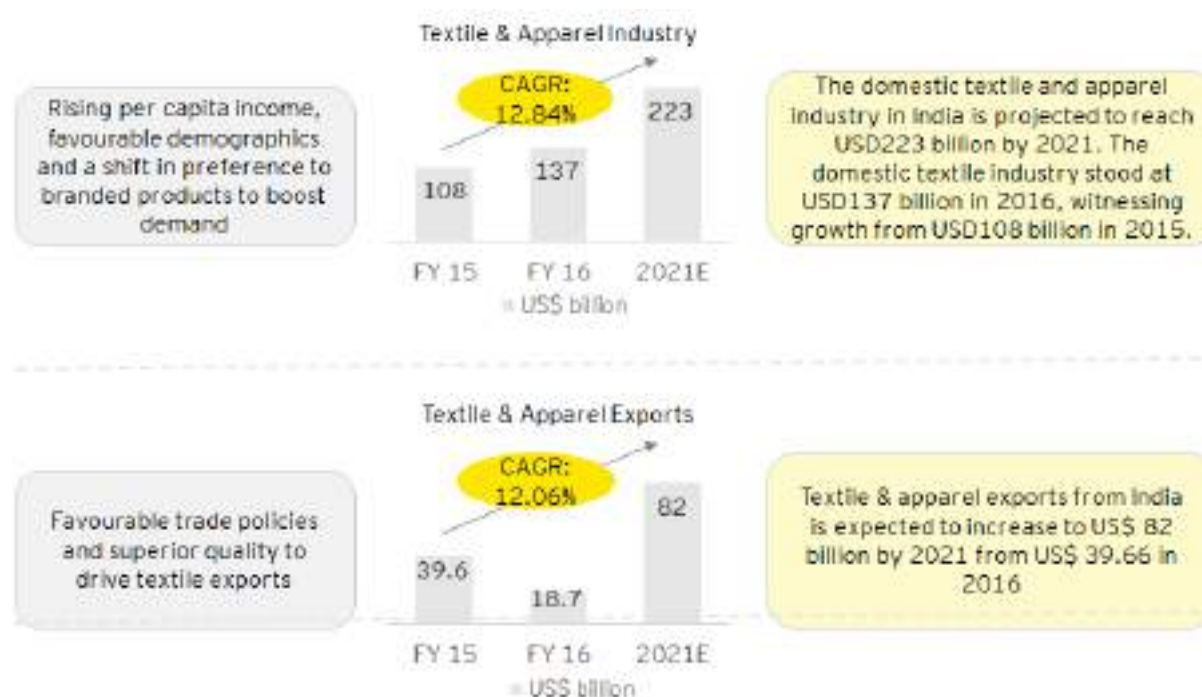 Textile & Apparel Industry
CAGR:
12.84%
Rising per capita income,
favourable demographics
and a shift in preference to
branded products to boost
demand
108
137
223
FY 15
FY 16
2021E
US$ billion
The domestic textile and apparel
industry in India is projected to reach
USD223 billion by 2021. The
domestic textile industry stood at
USD137 billion in 2016, witnessing
growth from USD108 billion in 2015.
Textile & Apparel Exports
CAGR:
12.06%
Favourable trade policies
and superior quality to
drive textile exports
39.6
18.7
82
FY 15
FY 16
2021E
US$ billion
Textile & apparel exports from India
is expected to increase to US$ 82
billion by 2021 from US$ 39.66 in
2016